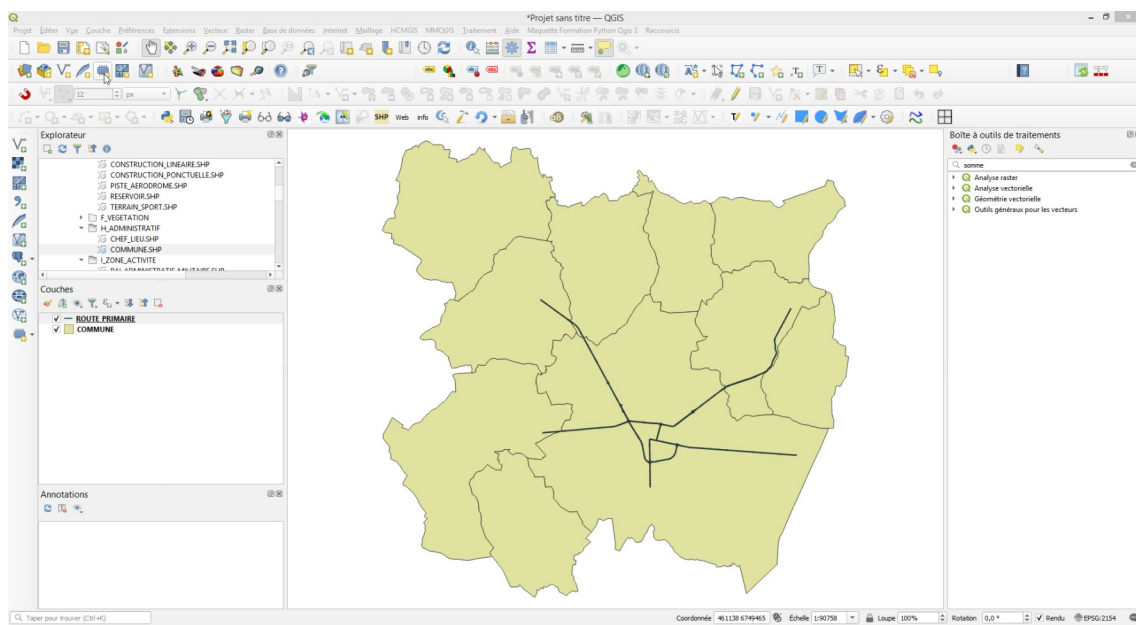 *Projet sans titre — QGIS
Projet Éditer Vue Couche Préférences Extensions Vecteur Raster Base de données Internet Maillage HCMGIS MMQGIS Traitement Aide Maquette Formation Python Qgis 3 Raccourcis
12 px
SHP Web info
Explorateur
CONSTRUCTION_LINEAIRE.SHP
CONSTRUCTION_PONCTUELLE.SHP
PISTE_AERODROME.SHP
RESERVOIR.SHP
TERRAIN_SPORT.SHP
F_VEGETATION
H_ADMINISTRATIF
CHEF_LIEU.SHP
COMMUNE.SHP
I_ZONE_ACTIVITE
Couches
ROUTE PRIMAIRE
COMMUNE
Annotations
Boîte à outils de traitements
somme
Analyse raster
Analyse vectorielle
Géométrie vectorielle
Outils généraux pour les vecteurs
Taper pour trouver (Ctrl+K)
Coordonnée 461138 6749465 Échelle 1:90758 Loupe 100% Rotation 0,0 ° Rendu EPSG:2154